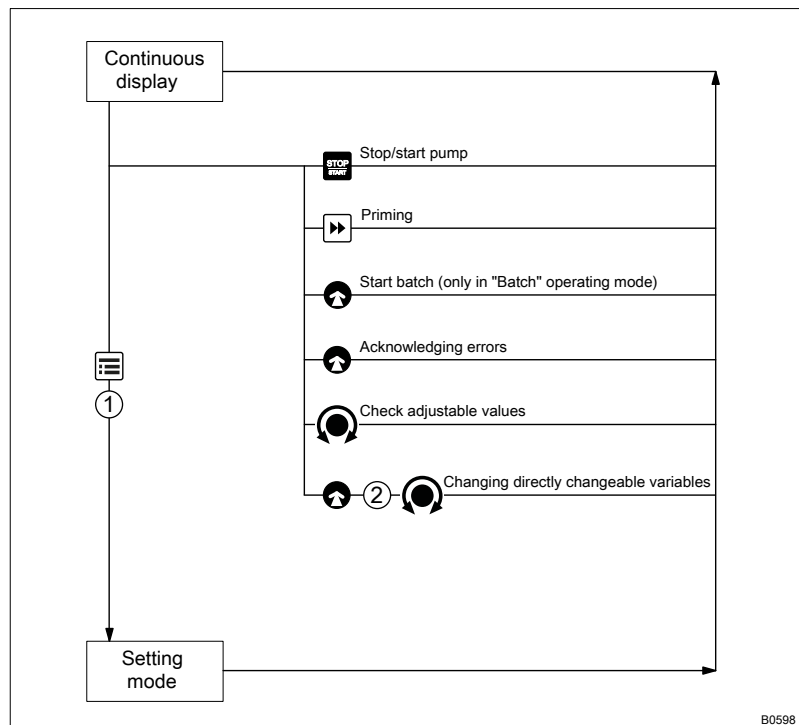 Continuous
display
STOP
START
Stop/start pump
Priming
Start batch (only in "Batch" operating mode)
Acknowledging errors
1
Check adjustable values
2
Changing directly changeable variables
Setting
mode
B0598